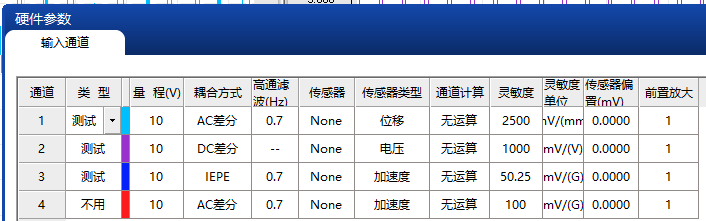 硬件参数
输入通道
通道 类 型 量 程(V) 耦合方式 高通滤波(Hz) 传感器 传感器类型 通道计算 灵敏度 灵敏度单位 传感器偏置(mV) 前置放大
1 测试 10 AC差分 0.7 None 位移 无运算 2500 mV/(mm 0.0000 1
2 测试 10 DC差分 -- None 电压 无运算 1000 mV/(V) 0.0000 1
3 测试 10 IEPE 0.7 None 加速度 无运算 50.25 mV/(G) 0.0000 1
4 不用 10 AC差分 0.7 None 加速度 无运算 100 mV/(G) 0.0000 1